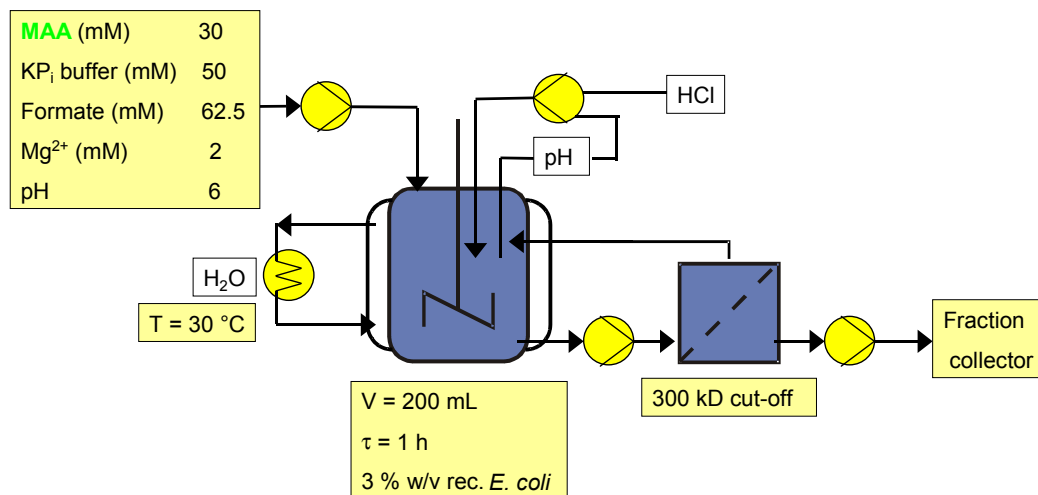 MAA (mM) 30
KPi buffer (mM) 50
Formate (mM) 62.5
Mg2+ (mM) 2
pH 6
HCl
pH
H2O
T = 30 °C
V = 200 mL
τ = 1 h
3 % w/v rec. E. coli
300 kD cut-off
Fraction
collector